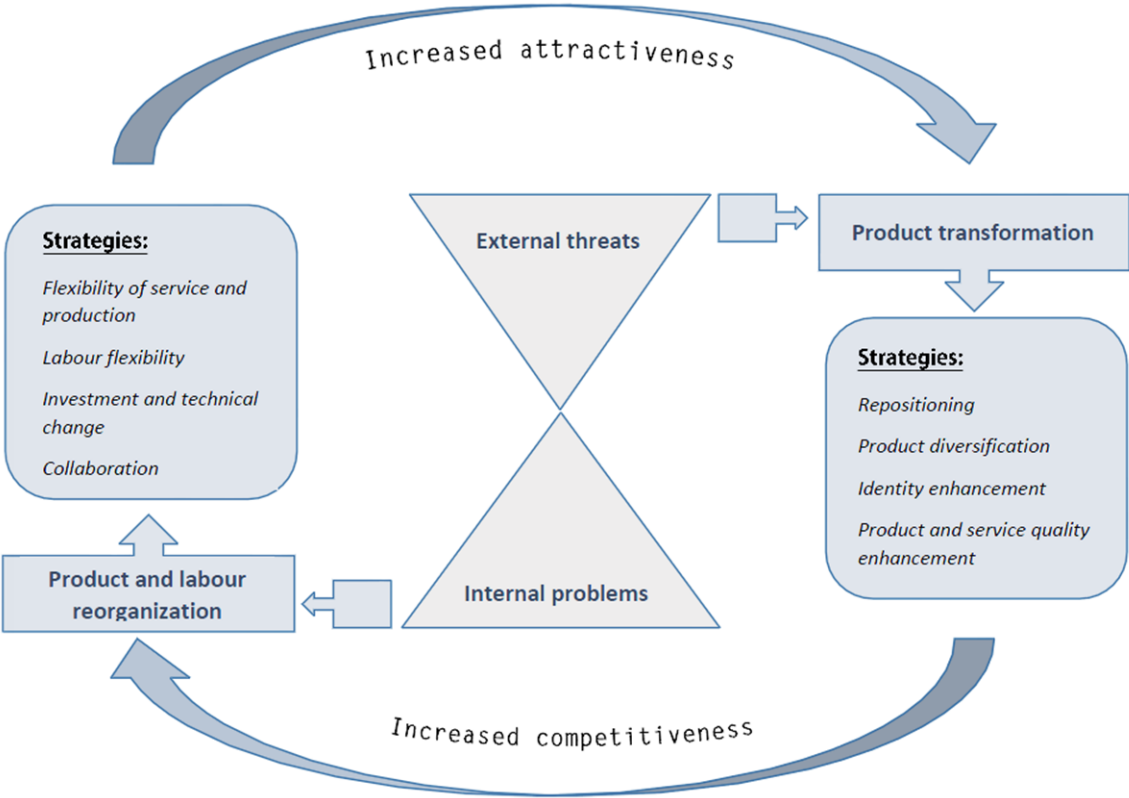 Increased attractiveness
Strategies:
Flexibility of service and
production
Labour flexibility
Investment and technical
change
Collaboration
Product and labour
reorganization
External threats
Internal problems
Product transformation
Strategies:
Repositioning
Product diversification
Identity enhancement
Product and service quality
enhancement
Increased competitiveness